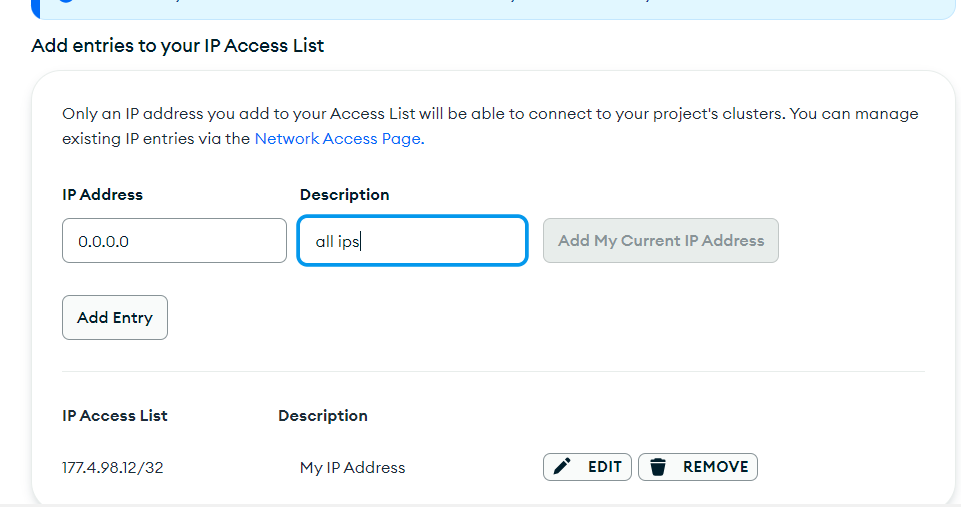 Add entries to your IP Access List
Only an IP address you add to your Access List will be able to connect to your project's clusters. You can manage
existing IP entries via the Network Access Page.
IP Address Description
0.0.0.0 all ips Add My Current IP Address
Add Entry
IP Access List Description
177.4.98.12/32 My IP Address EDIT REMOVE